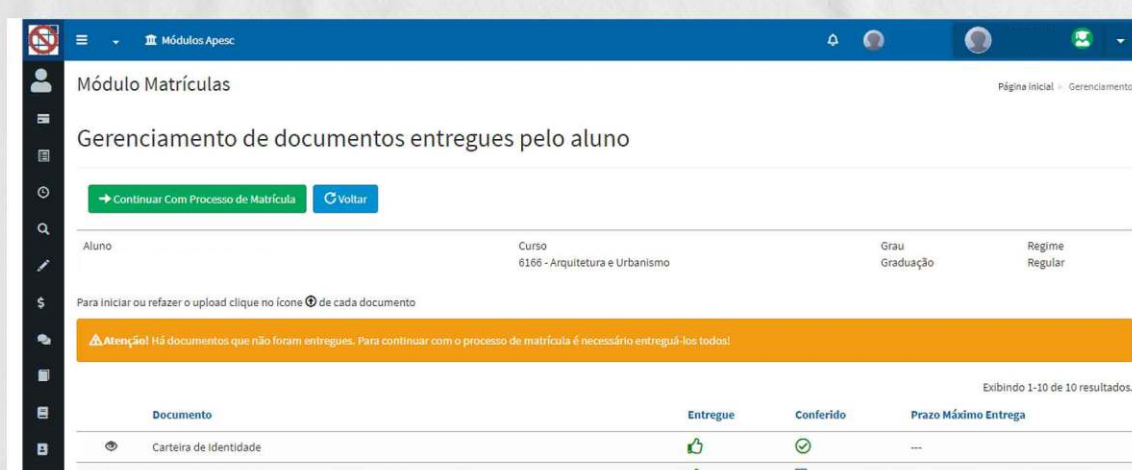 Módulos Apesc
Módulo Matrículas
Página inicial > Gerenciamento
Gerenciamento de documentos entregues pelo aluno
Continuar Com Processo de Matrícula
Voltar
Aluno Curso Grau Regime
6166 - Arquitetura e Urbanismo Graduação Regular
Para iniciar ou refazer o upload clique no ícone de cada documento
Atenção! Há documentos que não foram entregues. Para continuar com o processo de matrícula é necessário entreguá-los todos!
Exibindo 1-10 de 10 resultados.
Documento Entregue Conferido Prazo Máximo Entrega
Carteira de Identidade ---